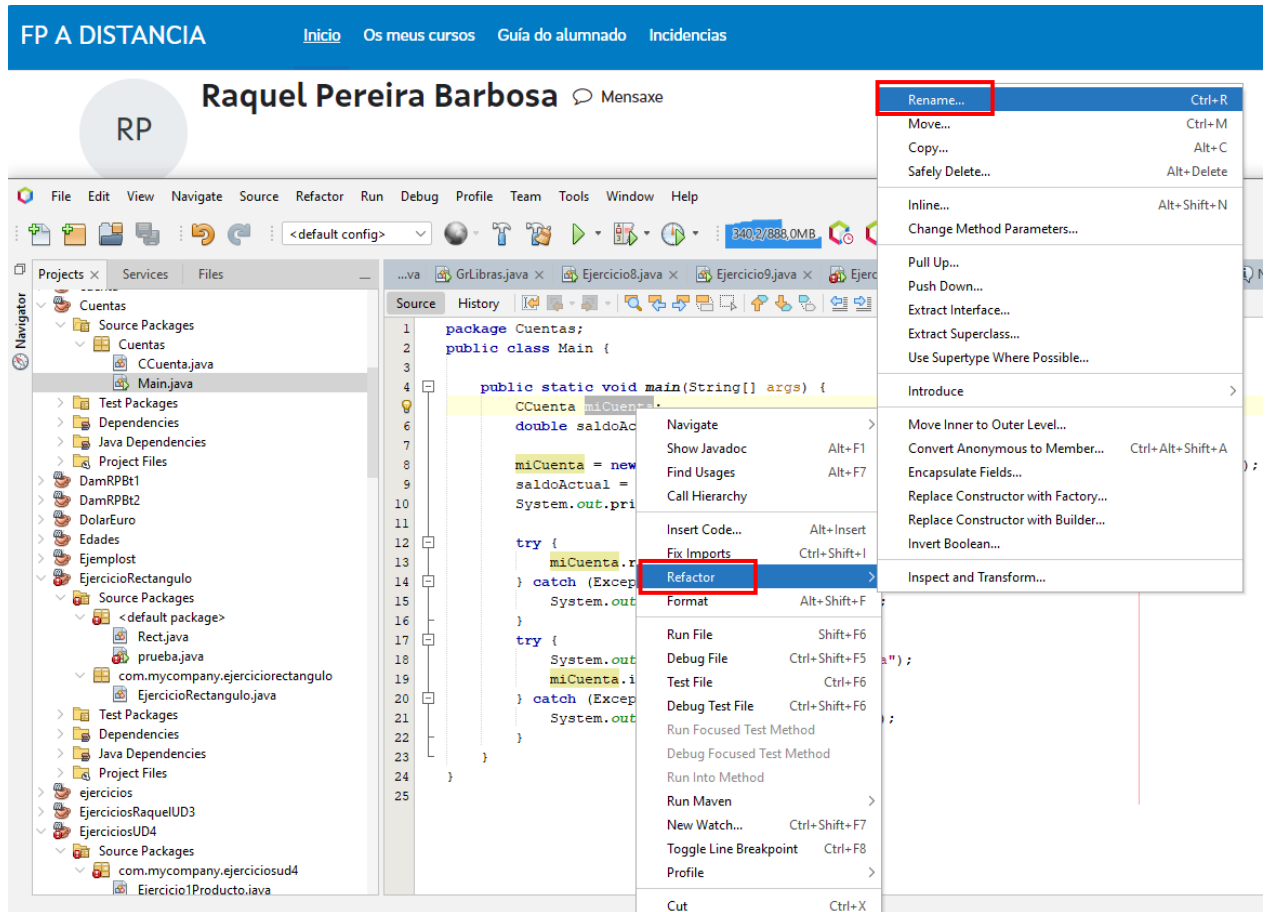 FP A DISTANCIA Inicio Os meus cursos Guía do alumnado Incidencias
RP
Raquel Pereira Barbosa Mensaxe
File Edit View Navigate Source Refactor Run Debug Profile Team Tools Window Help
<default config> 340,2/888,0MB
Projects × Services Files
Navigator
Cuentas
Source Packages
Cuentas
CCuenta.java
Main.java
Test Packages
Dependencies
Java Dependencies
Project Files
DamRPBt1
DamRPBt2
DolarEuro
Edades
Ejemplost
EjercicioRectangulo
Source Packages
<default package>
Rect.java
prueba.java
com.mycompany.ejerciciorectangulo
EjercicioRectangulo.java
Test Packages
Dependencies
Java Dependencies
Project Files
ejercicios
EjerciciosRaquelUD3
EjerciciosUD4
Source Packages
com.mycompany.ejerciciosud4
Ejercicio1Producto.java
...va GrLibras.java × Ejercicio8.java × Ejercicio9.java × Ejerc
Source History
1 package Cuentas;
2 public class Main {
3
4 public static void main(String[] args) {
CCuenta miCuenta;
6 double saldoAc
7
8 miCuenta = new );
9 saldoActual =
10 System.out.pri
11
12 try {
13 miCuenta.r
14 } catch (Excep
15 System.out ;
16 }
17 try {
18 System.out a");
19 miCuenta.i
20 } catch (Excep
21 System.out );
22 }
23 }
24 }
25
Navigate >
Show Javadoc Alt+F1
Find Usages Alt+F7
Call Hierarchy
Insert Code... Alt+Insert
Fix Imports Ctrl+Shift+I
Refactor >
Format Alt+Shift+F
Run File Shift+F6
Debug File Ctrl+Shift+F5
Test File Ctrl+F6
Debug Test File Ctrl+Shift+F6
Run Focused Test Method
Debug Focused Test Method
Run Into Method
Run Maven >
New Watch... Ctrl+Shift+F7
Toggle Line Breakpoint Ctrl+F8
Profile >
Cut Ctrl+X
Rename... Ctrl+R
Move... Ctrl+M
Copy... Alt+C
Safely Delete... Alt+Delete
Inline... Alt+Shift+N
Change Method Parameters...
Pull Up...
Push Down...
Extract Interface...
Extract Superclass...
Use Supertype Where Possible...
Introduce >
Move Inner to Outer Level...
Convert Anonymous to Member... Ctrl+Alt+Shift+A
Encapsulate Fields...
Replace Constructor with Factory...
Replace Constructor with Builder...
Invert Boolean...
Inspect and Transform...